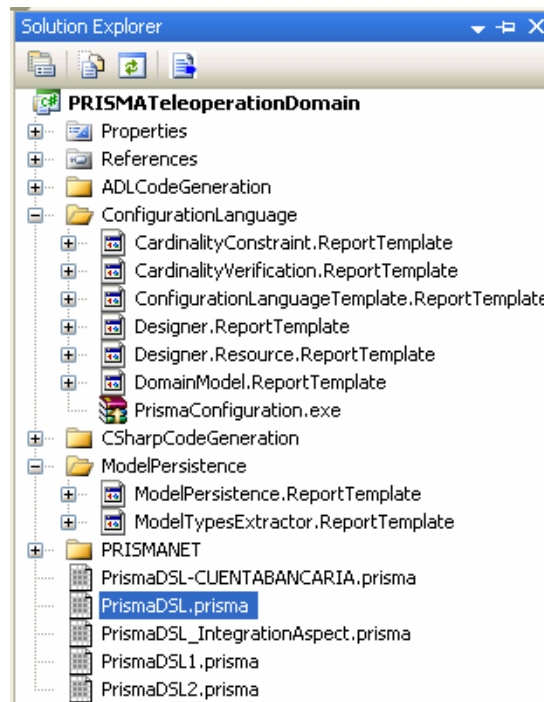 Solution Explorer
PRISMATeleoperationDomain
Properties
References
ADLCodeGeneration
ConfigurationLanguage
CardinalityConstraint.ReportTemplate
CardinalityVerification.ReportTemplate
ConfigurationLanguageTemplate.ReportTemplate
Designer.ReportTemplate
Designer.Resource.ReportTemplate
DomainModel.ReportTemplate
PrismaConfiguration.exe
CSharpCodeGeneration
ModelPersistence
ModelPersistence.ReportTemplate
ModelTypesExtractor.ReportTemplate
PRISMANET
PrismaDSL-CUENTABANCARIA.prisma
PrismaDSL.prisma
PrismaDSL_IntegrationAspect.prisma
PrismaDSL1.prisma
PrismaDSL2.prisma